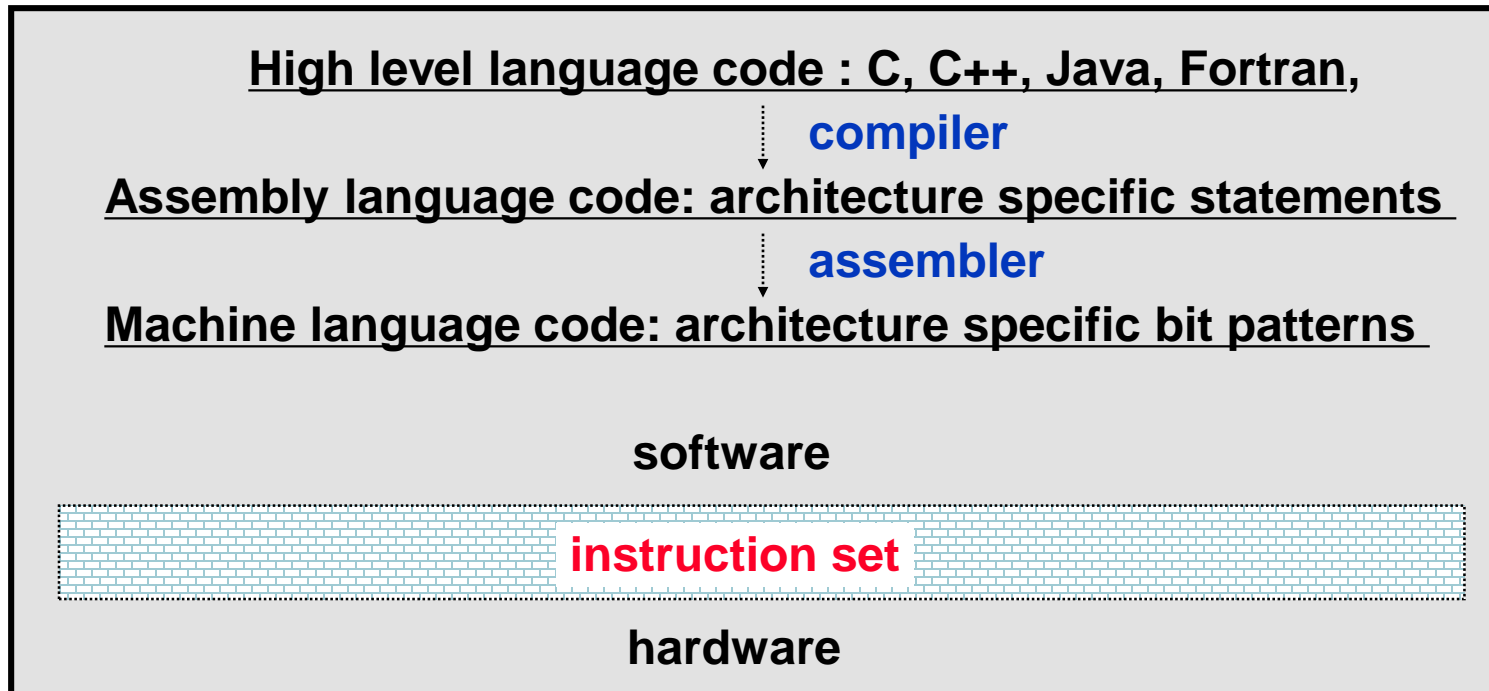 High level language code : C, C++, Java, Fortran,
compiler
Assembly language code: architecture specific statements
assembler
Machine language code: architecture specific bit patterns
software
instruction set
hardware